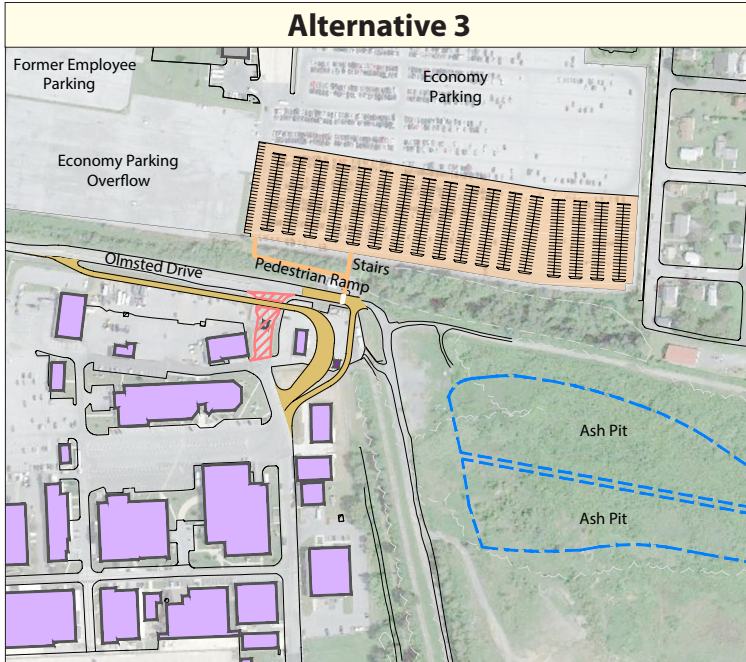 Alternative 3
Former Employee
Parking
Economy
Parking
Economy Parking
Overflow
Olmsted Drive
Stairs
Pedestrian Ramp
Ash Pit
Ash Pit